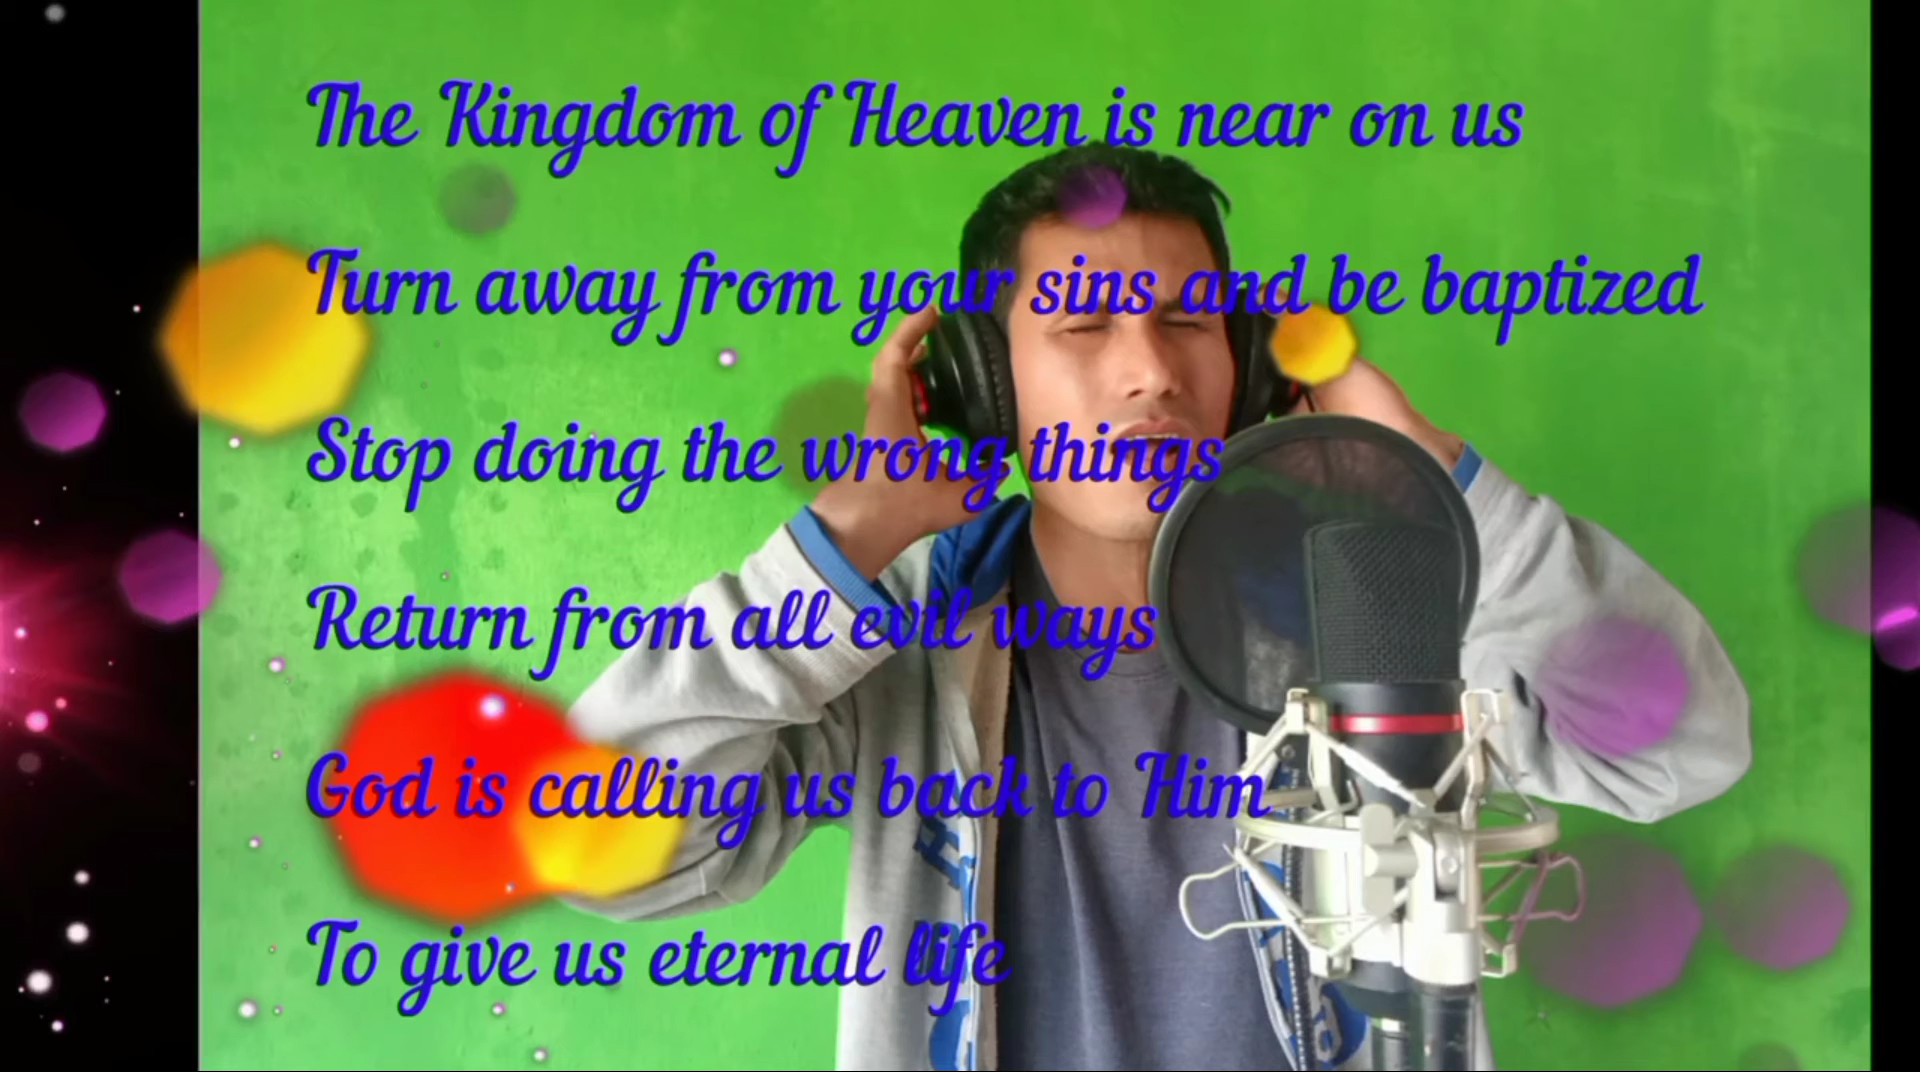 The Kingdom of Heaven is near on us
Turn away from your sins and be baptized
Stop doing the wrong things
Return from all evil ways
God is calling us back to Him
To give us eternal life